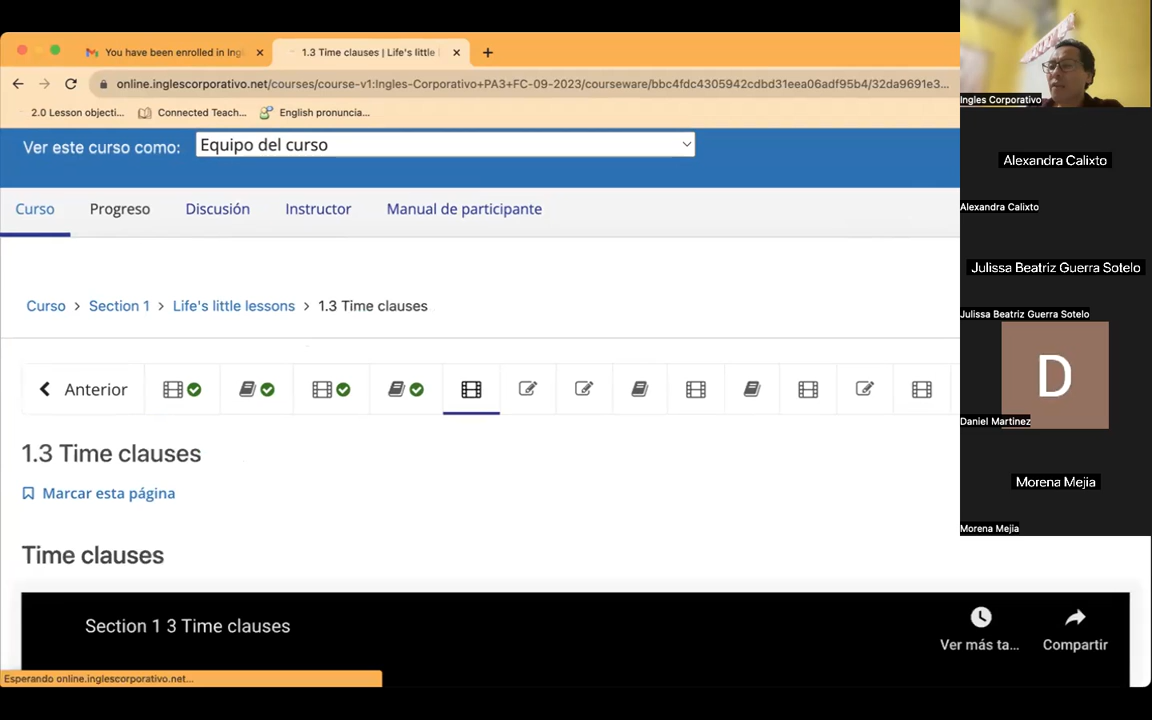 You have been enrolled in Ing
1.3 Time clauses | Life's little
online.inglescorporativo.net/courses/course-v1:Ingles-Corporativo+PA3+FC-09-2023/courseware/bbc4fdc4305942cdbd31eea06adf95b4/32da9691e3...
2.0 Lesson objecti...
Connected Teach...
English pronuncia...
Ver este curso como:
Equipo del curso
Curso
Progreso
Discusión
Instructor
Manual de participante
Curso > Section 1 > Life's little lessons > 1.3 Time clauses
Anterior
1.3 Time clauses
Marcar esta página
Time clauses
Section 1 3 Time clauses
Ver más ta...
Compartir
Esperando online.inglescorporativo.net...
Ingles Corporativo
Alexandra Calixto
Alexandra Calixto
Julissa Beatriz Guerra Sotelo
Julissa Beatriz Guerra Sotelo
D
Daniel Martinez
Morena Mejia
Morena Mejia